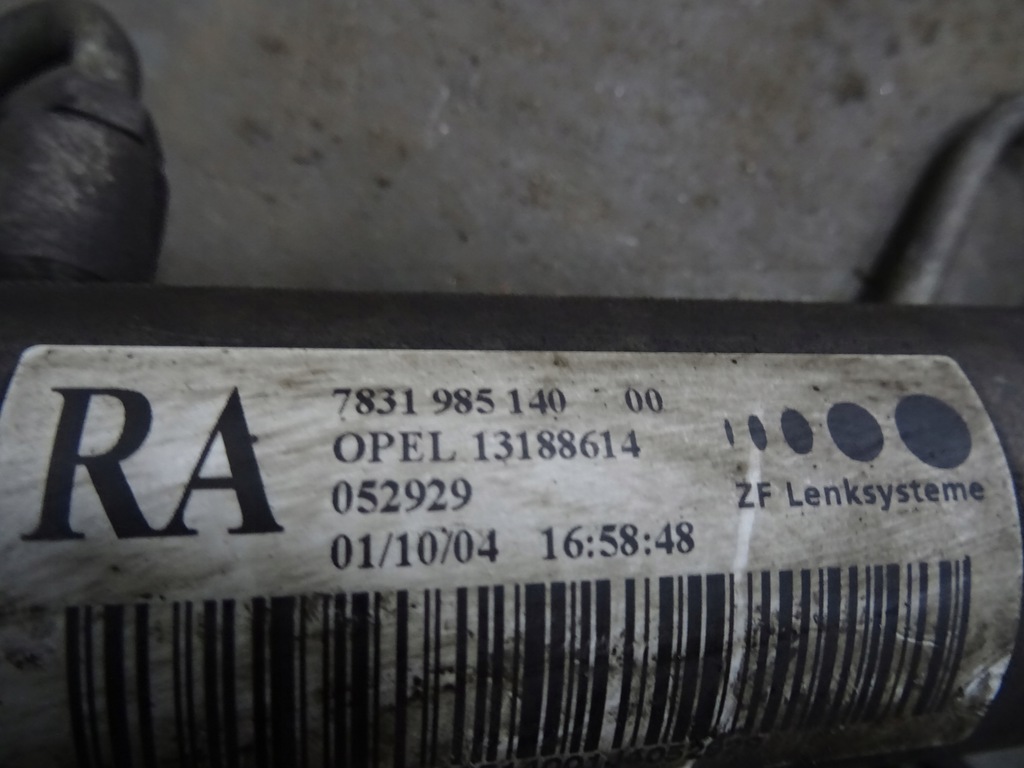 RA
7831 985 140 00
OPEL 13188614
052929
01/10/04 16:58:48
ZF Lenksysteme